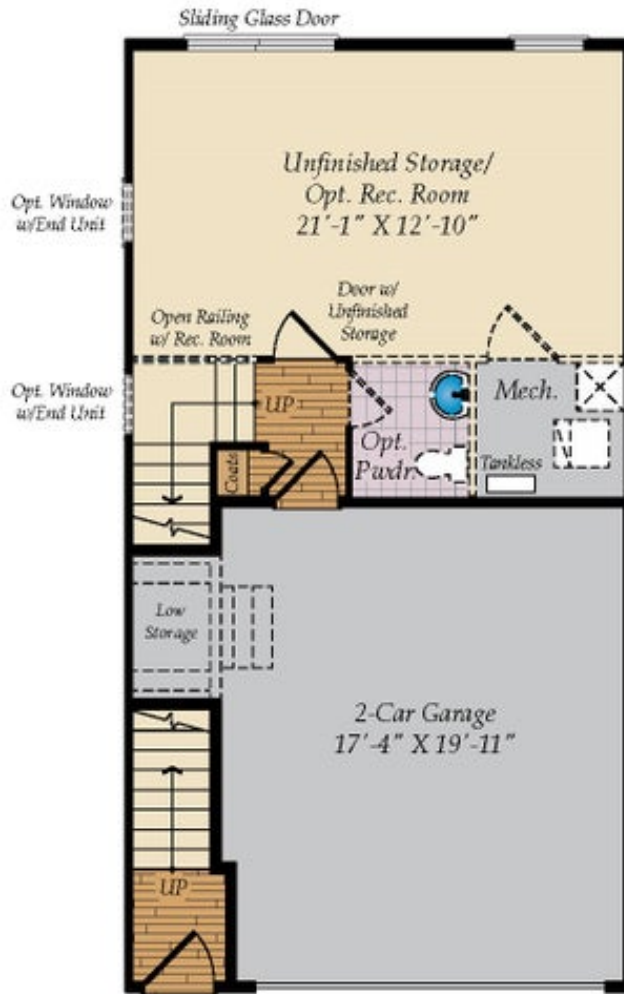 Sliding Glass Door
Unfinished Storage/
Opt. Rec. Room
21'-1" X 12'-10"
Opt. Window
w/End Unit
Door w/
Unfinished
Storage
Open Railing
w/ Rec. Room
Opt. Window
w/End Unit
UP
Mech.
Opt.
Pwdr.
Coats
Tankless
Low
Storage
2-Car Garage
17'-4" X 19'-11"
UP